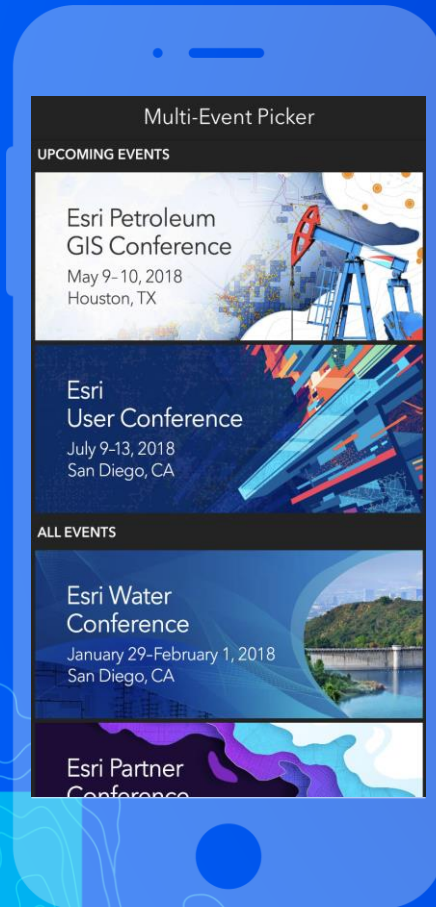 Multi-Event Picker
UPCOMING EVENTS
Esri Petroleum
GIS Conference
May 9–10, 2018
Houston, TX
Esri
User Conference
July 9–13, 2018
San Diego, CA
ALL EVENTS
Esri Water
Conference
January 29–February 1, 2018
San Diego, CA
Esri Partner
Conference